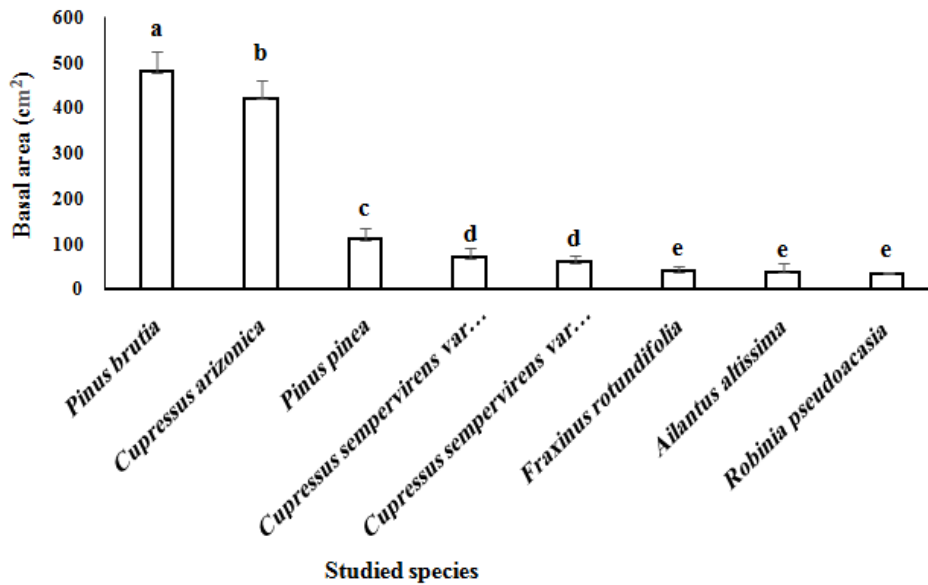 600
500
400
300
200
100
0
Basal area (cm²)
a
b
c
d
d
e
e
e
Pinus brutia
Cupressus arizonica
Pinus pinea
Cupressus sempervirens var…
Cupressus sempervirens var…
Fraxinus rotundifolia
Ailantus altissima
Robinia pseudoacasia
Studied species